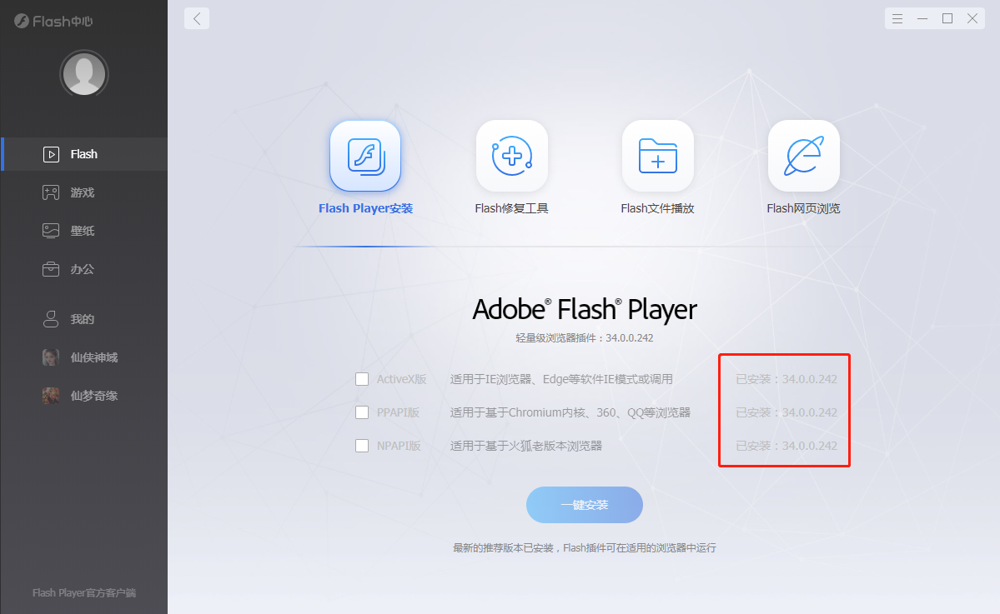 Flash中心
Flash
游戏
壁纸
办公
我的
仙侠神域
仙梦奇缘
Flash Player官方客户端
Flash Player安装
Flash修复工具
Flash文件播放
Flash网页浏览
Adobe® Flash® Player
轻量级浏览器插件：34.0.0.242
ActiveX版 适用于IE浏览器、Edge等软件IE模式或调用 已安装：34.0.0.242
PPAPI版 适用于基于Chromium内核、360、QQ等浏览器 已安装：34.0.0.242
NPAPI版 适用于基于火狐老版本浏览器 已安装：34.0.0.242
一键安装
最新的推荐版本已安装，Flash插件可在适用的浏览器中运行